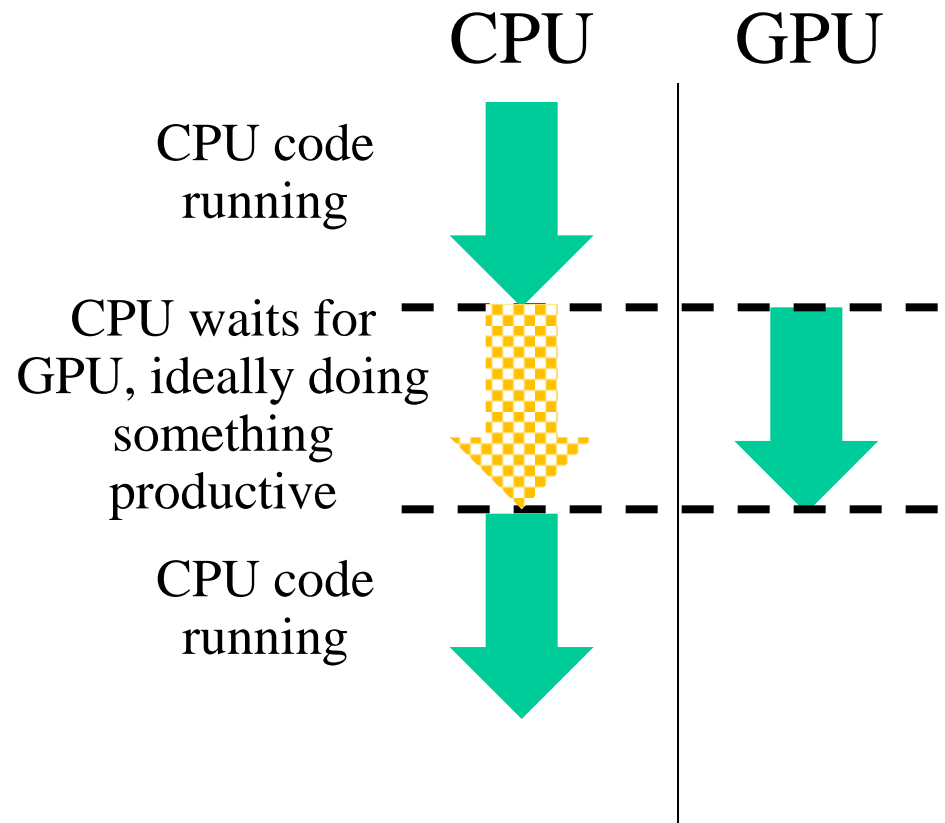 CPU
GPU
CPU code
running
CPU waits for
GPU, ideally doing
something
productive
CPU code
running